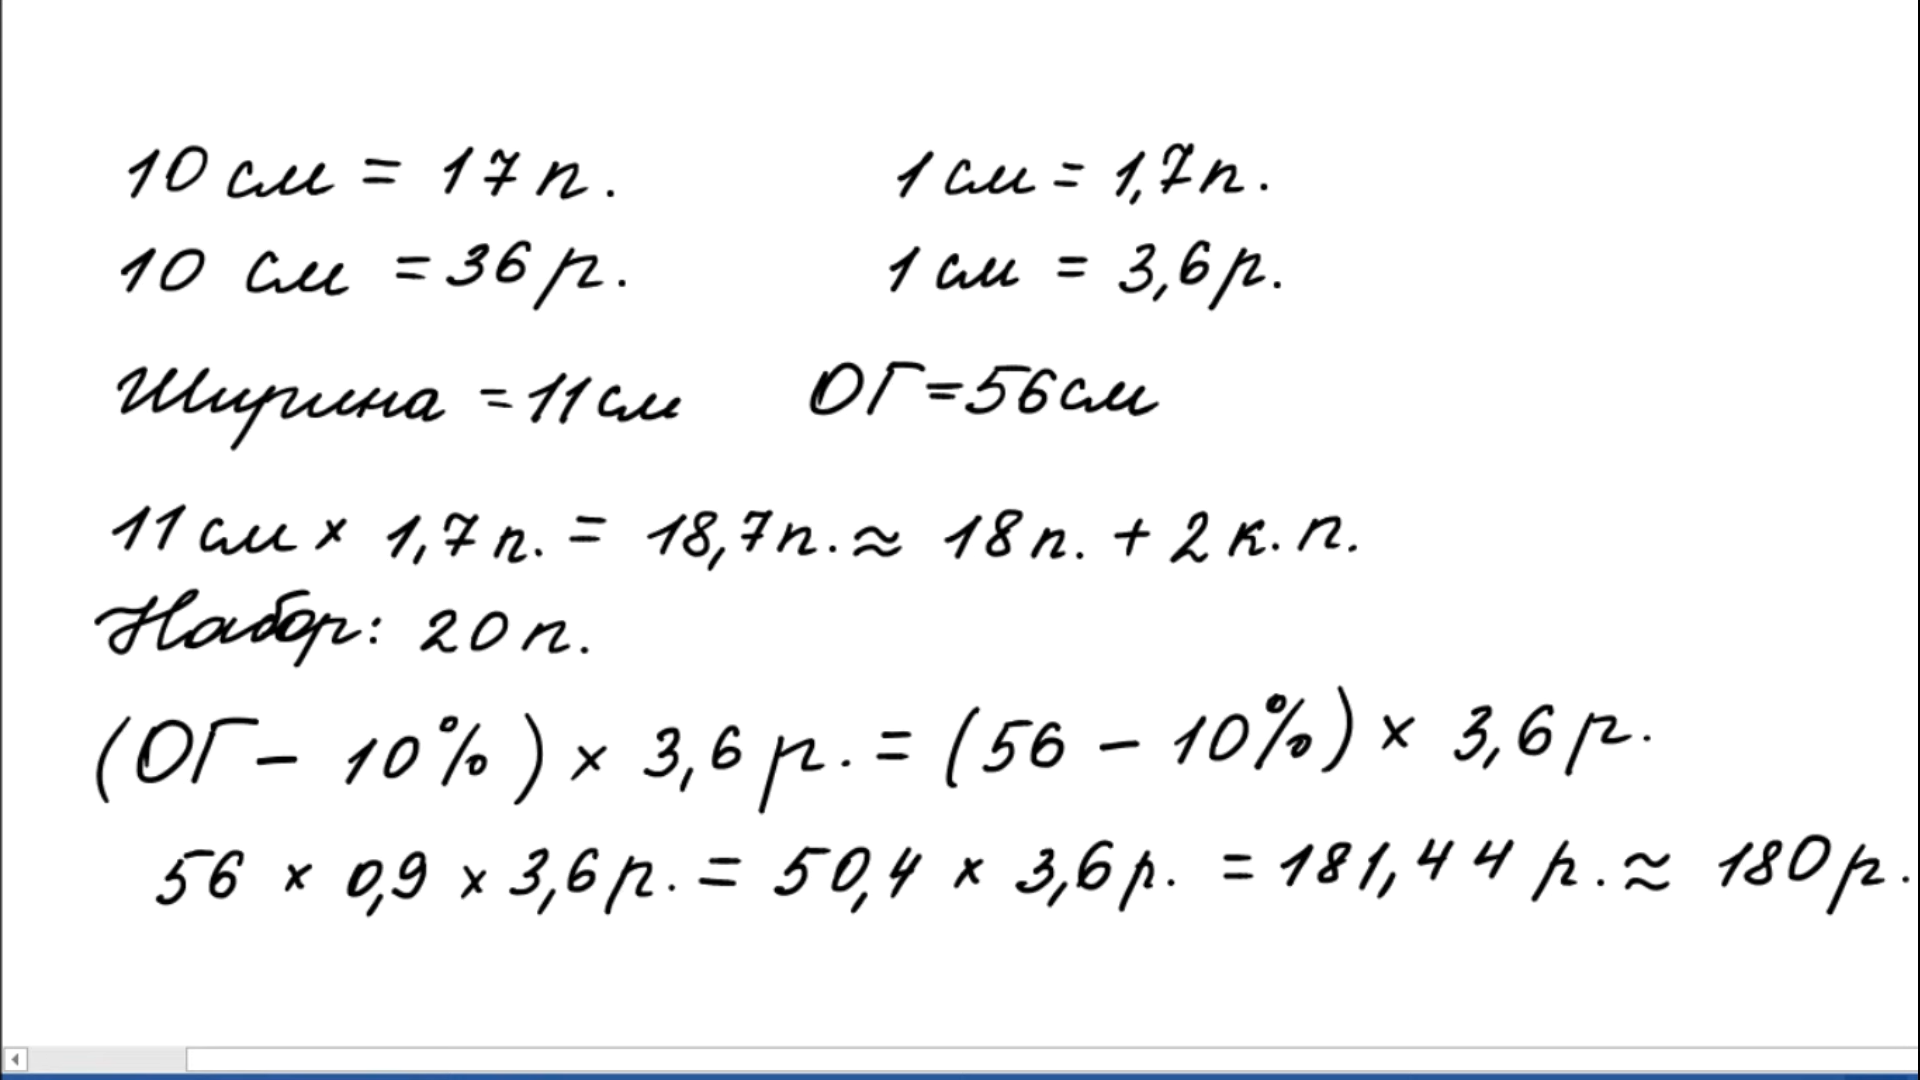 10 см = 17 п. 1 см = 1,7 п.
10 см = 36 р. 1 см = 3,6 р.
Ширина = 11 см ОГ = 56 см
11 см × 1,7 п. = 18,7 п. ≈ 18 п. + 2 к. п.
Набор: 20 п.
(ОГ - 10%) × 3,6 р. = (56 - 10%) × 3,6 р.
56 × 0,9 × 3,6 р. = 50,4 × 3,6 р. = 181,44 р. ≈ 180 р.